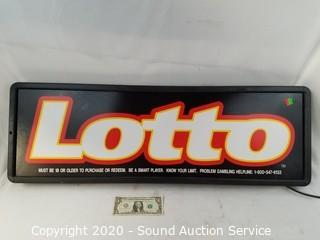 Lotto
TM
MUST BE 18 OR OLDER TO PURCHASE OR REDEEM. BE A SMART PLAYER. KNOW YOUR LIMIT. PROBLEM GAMBLING HELPLINE: 1-800-547-6133
Copyright 2020 - Sound Auction Service